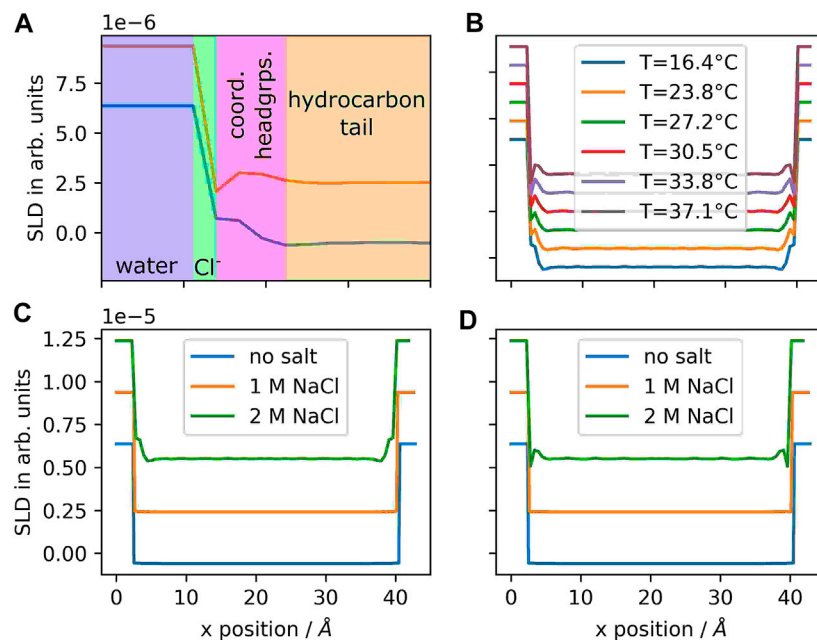 A
1e−6
SLD in arb. units
7.5
5.0
2.5
0.0
water
Cl-
coord.
headgrps.
hydrocarbon
tail
B
T=16.4°C
T=23.8°C
T=27.2°C
T=30.5°C
T=33.8°C
T=37.1°C
C
1e−5
SLD in arb. units
1.25
1.00
0.75
0.50
0.25
0.00
no salt
1 M NaCl
2 M NaCl
0
10
20
30
40
x position / Å
D
no salt
1 M NaCl
2 M NaCl
0
10
20
30
40
x position / Å